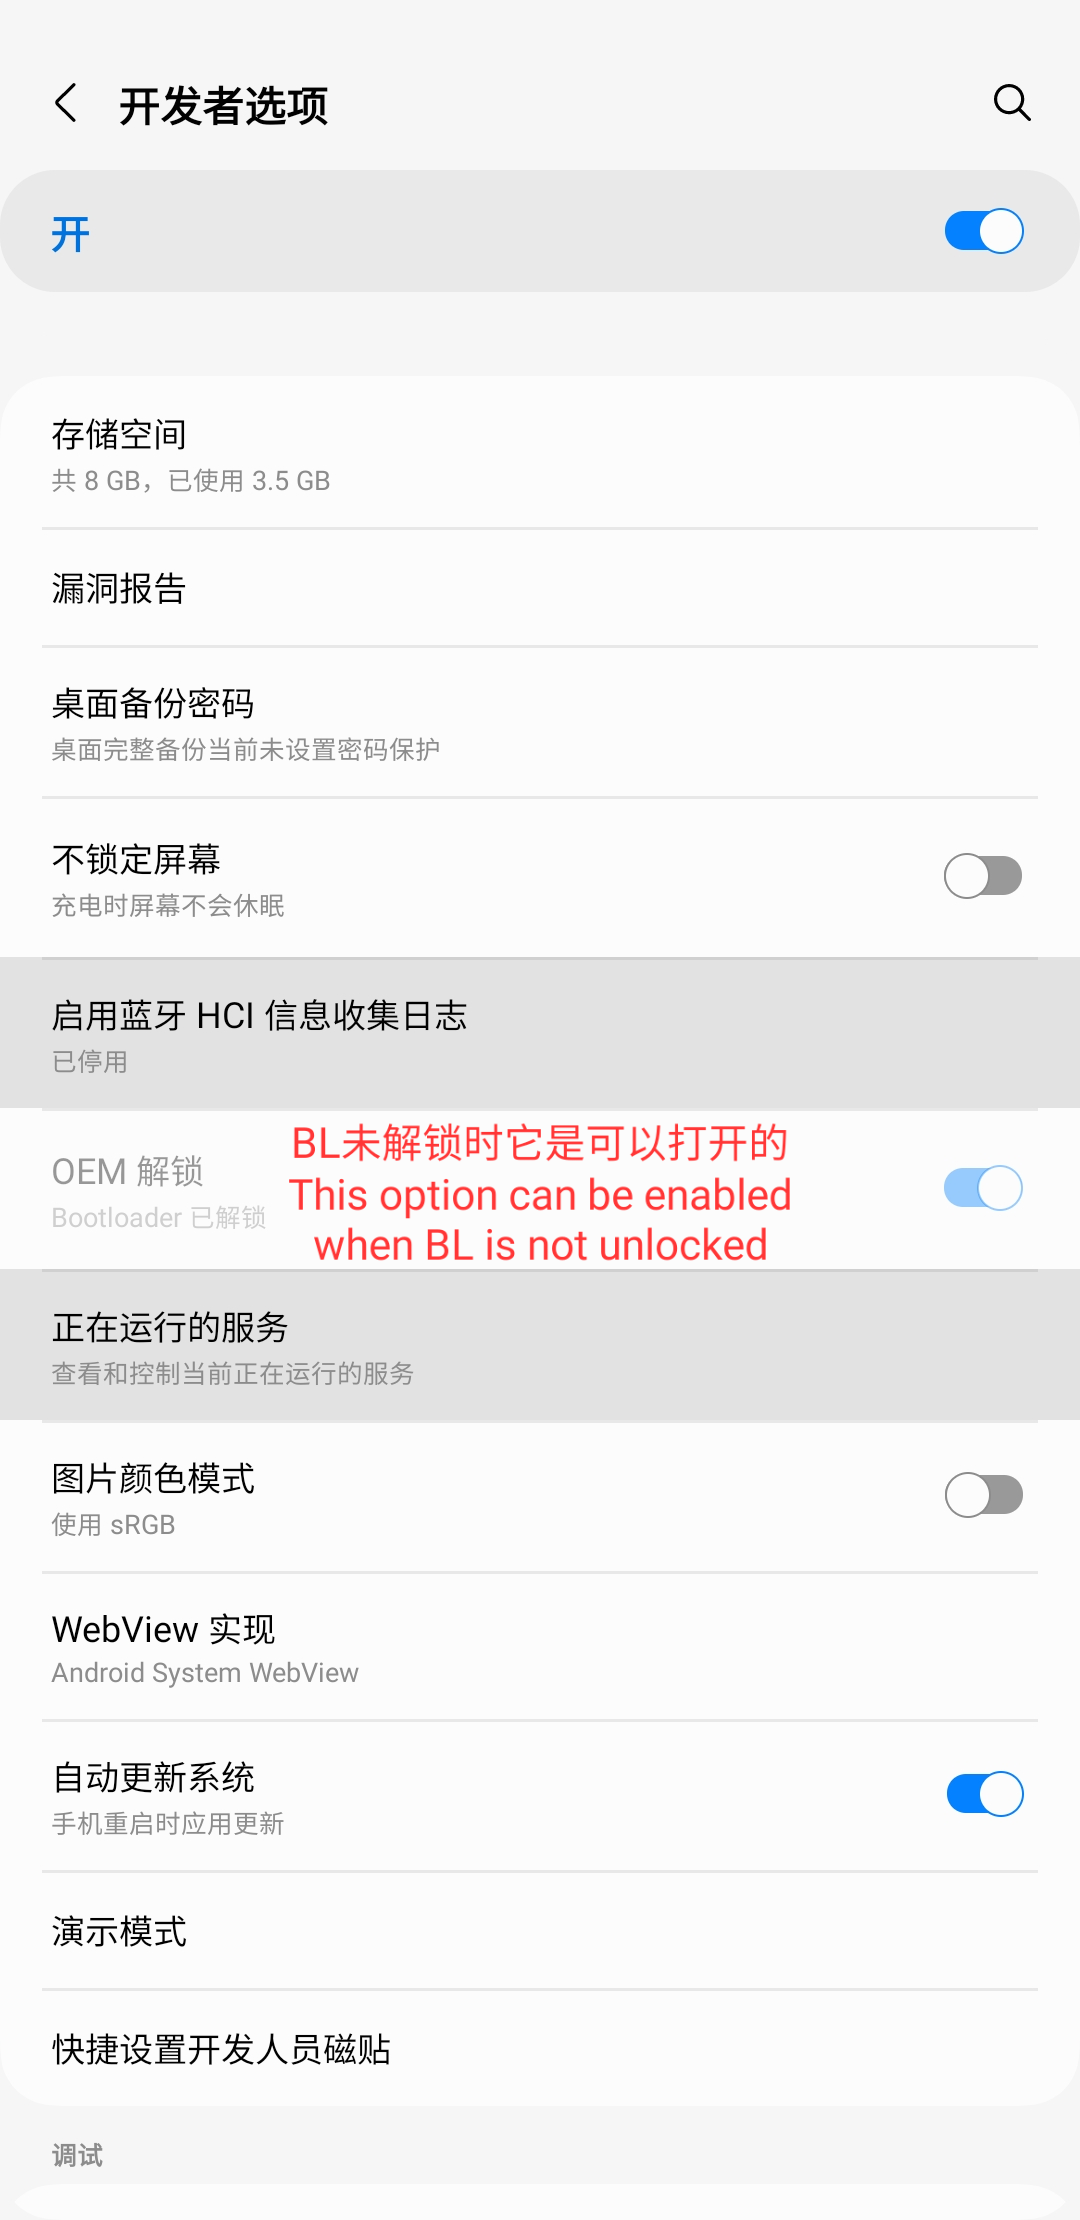 开发者选项
开
存储空间
共 8 GB，已使用 3.5 GB
漏洞报告
桌面备份密码
桌面完整备份当前未设置密码保护
不锁定屏幕
充电时屏幕不会休眠
启用蓝牙 HCI 信息收集日志
已停用
BL未解锁时它是可以打开的
This option can be enabled
when BL is not unlocked
OEM 解锁
Bootloader 已解锁
正在运行的服务
查看和控制当前正在运行的服务
图片颜色模式
使用 sRGB
WebView 实现
Android System WebView
自动更新系统
手机重启时应用更新
演示模式
快捷设置开发人员磁贴
调试